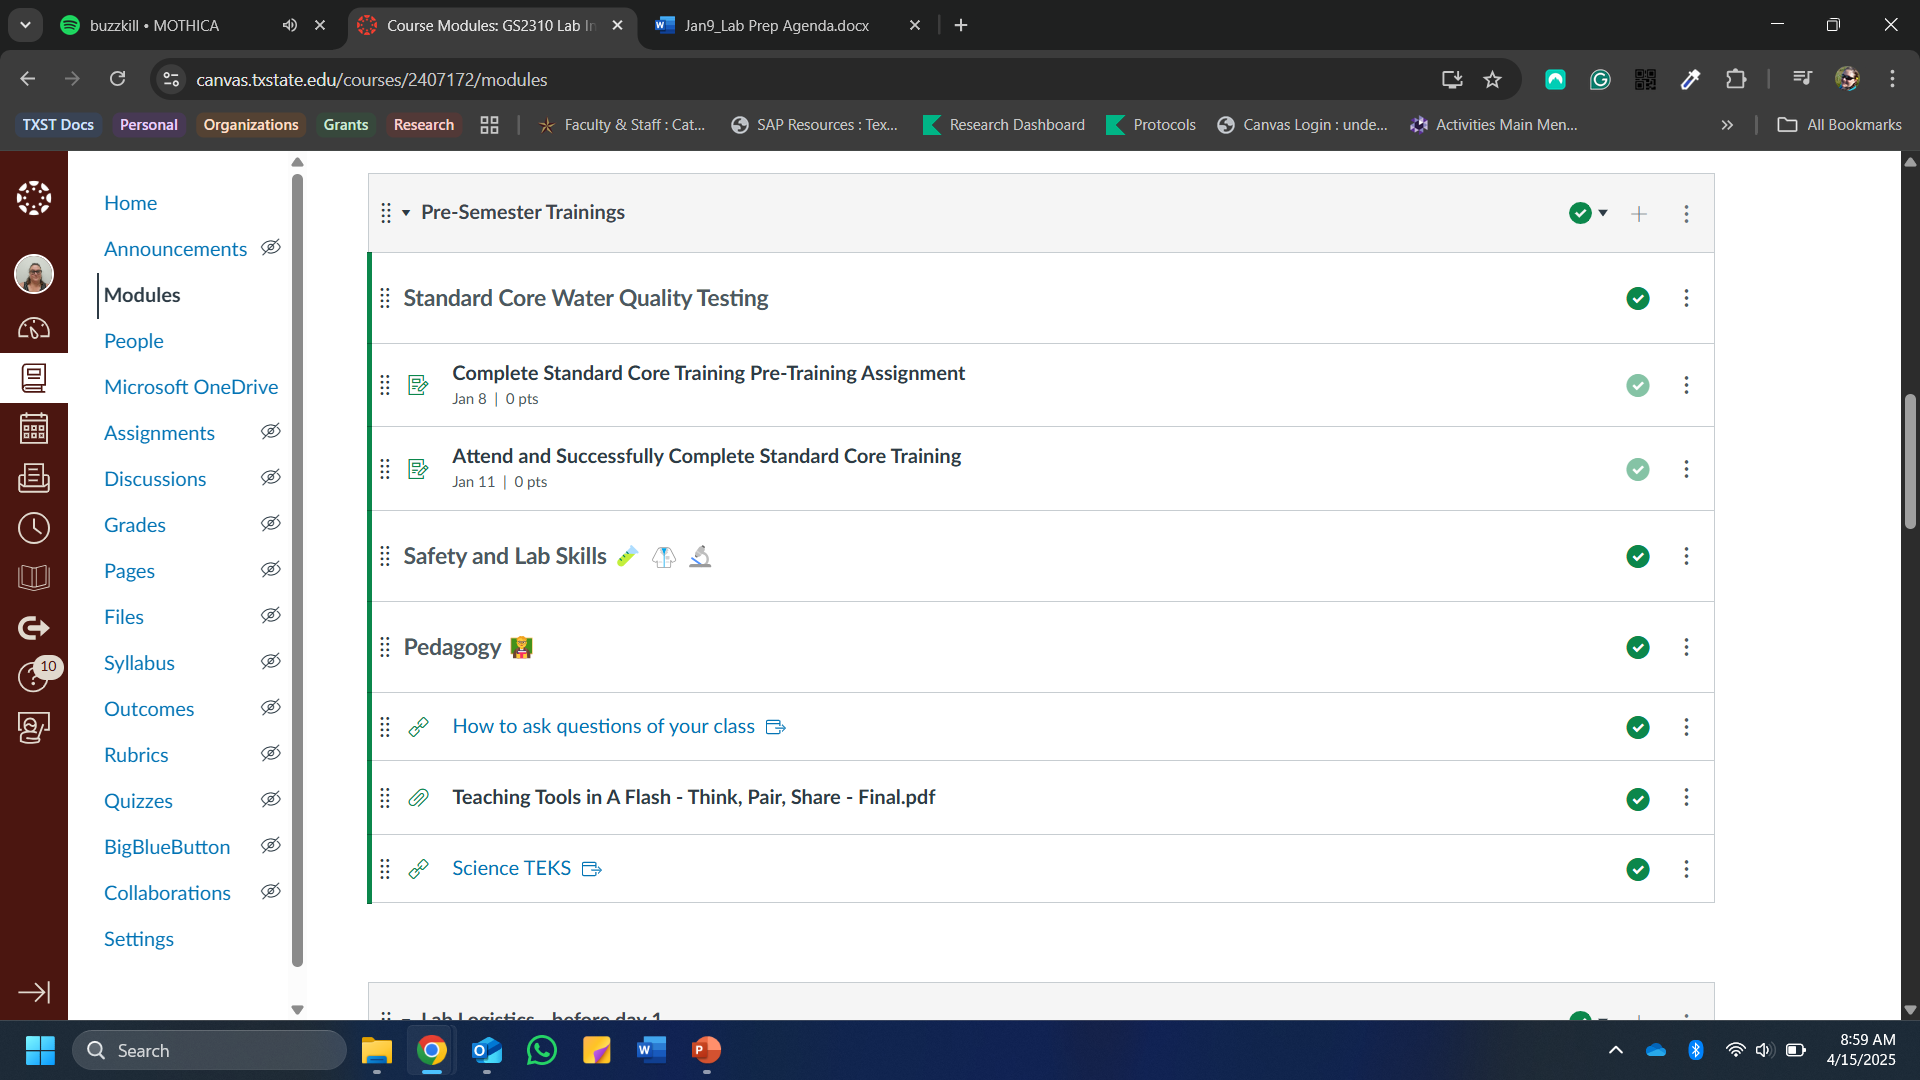 buzzkill • MOTHICA
Course Modules: GS2310 Lab In
Jan9_Lab Prep Agenda.docx
canvas.txstate.edu/courses/2407172/modules
TXST Docs
Personal
Organizations
Grants
Research
Faculty & Staff : Cat...
SAP Resources : Tex...
Research Dashboard
Protocols
Canvas Login : unde...
Activities Main Men...
All Bookmarks
Home
Announcements
Modules
People
Microsoft OneDrive
Assignments
Discussions
Grades
Pages
Files
Syllabus
Outcomes
Rubrics
Quizzes
BigBlueButton
Collaborations
Settings
10
Pre-Semester Trainings
Standard Core Water Quality Testing
Complete Standard Core Training Pre-Training Assignment
Jan 8 | 0 pts
Attend and Successfully Complete Standard Core Training
Jan 11 | 0 pts
Safety and Lab Skills
Pedagogy
How to ask questions of your class
Teaching Tools in A Flash - Think, Pair, Share - Final.pdf
Science TEKS
Lab Logistics - before day 1
Search
8:59 AM
4/15/2025